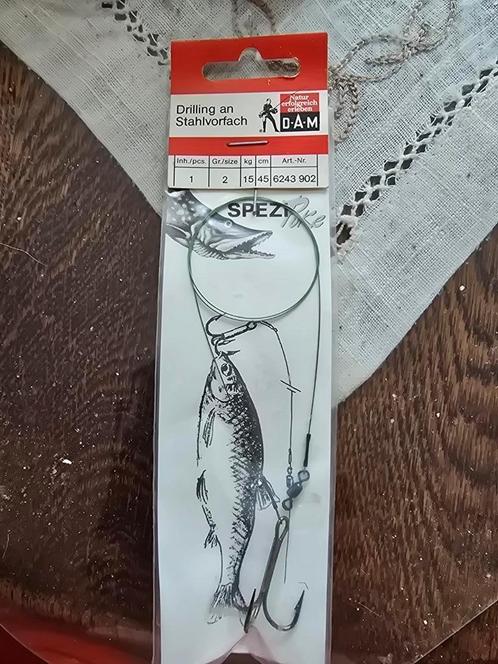 Drilling an
Stahlvorfach
Natur
erfolgreich
erleben
D·A·M
Inh./pcs. Gr./size kg cm Art.-Nr.
1 2 15 45 6243 902
SPEZI
Pike